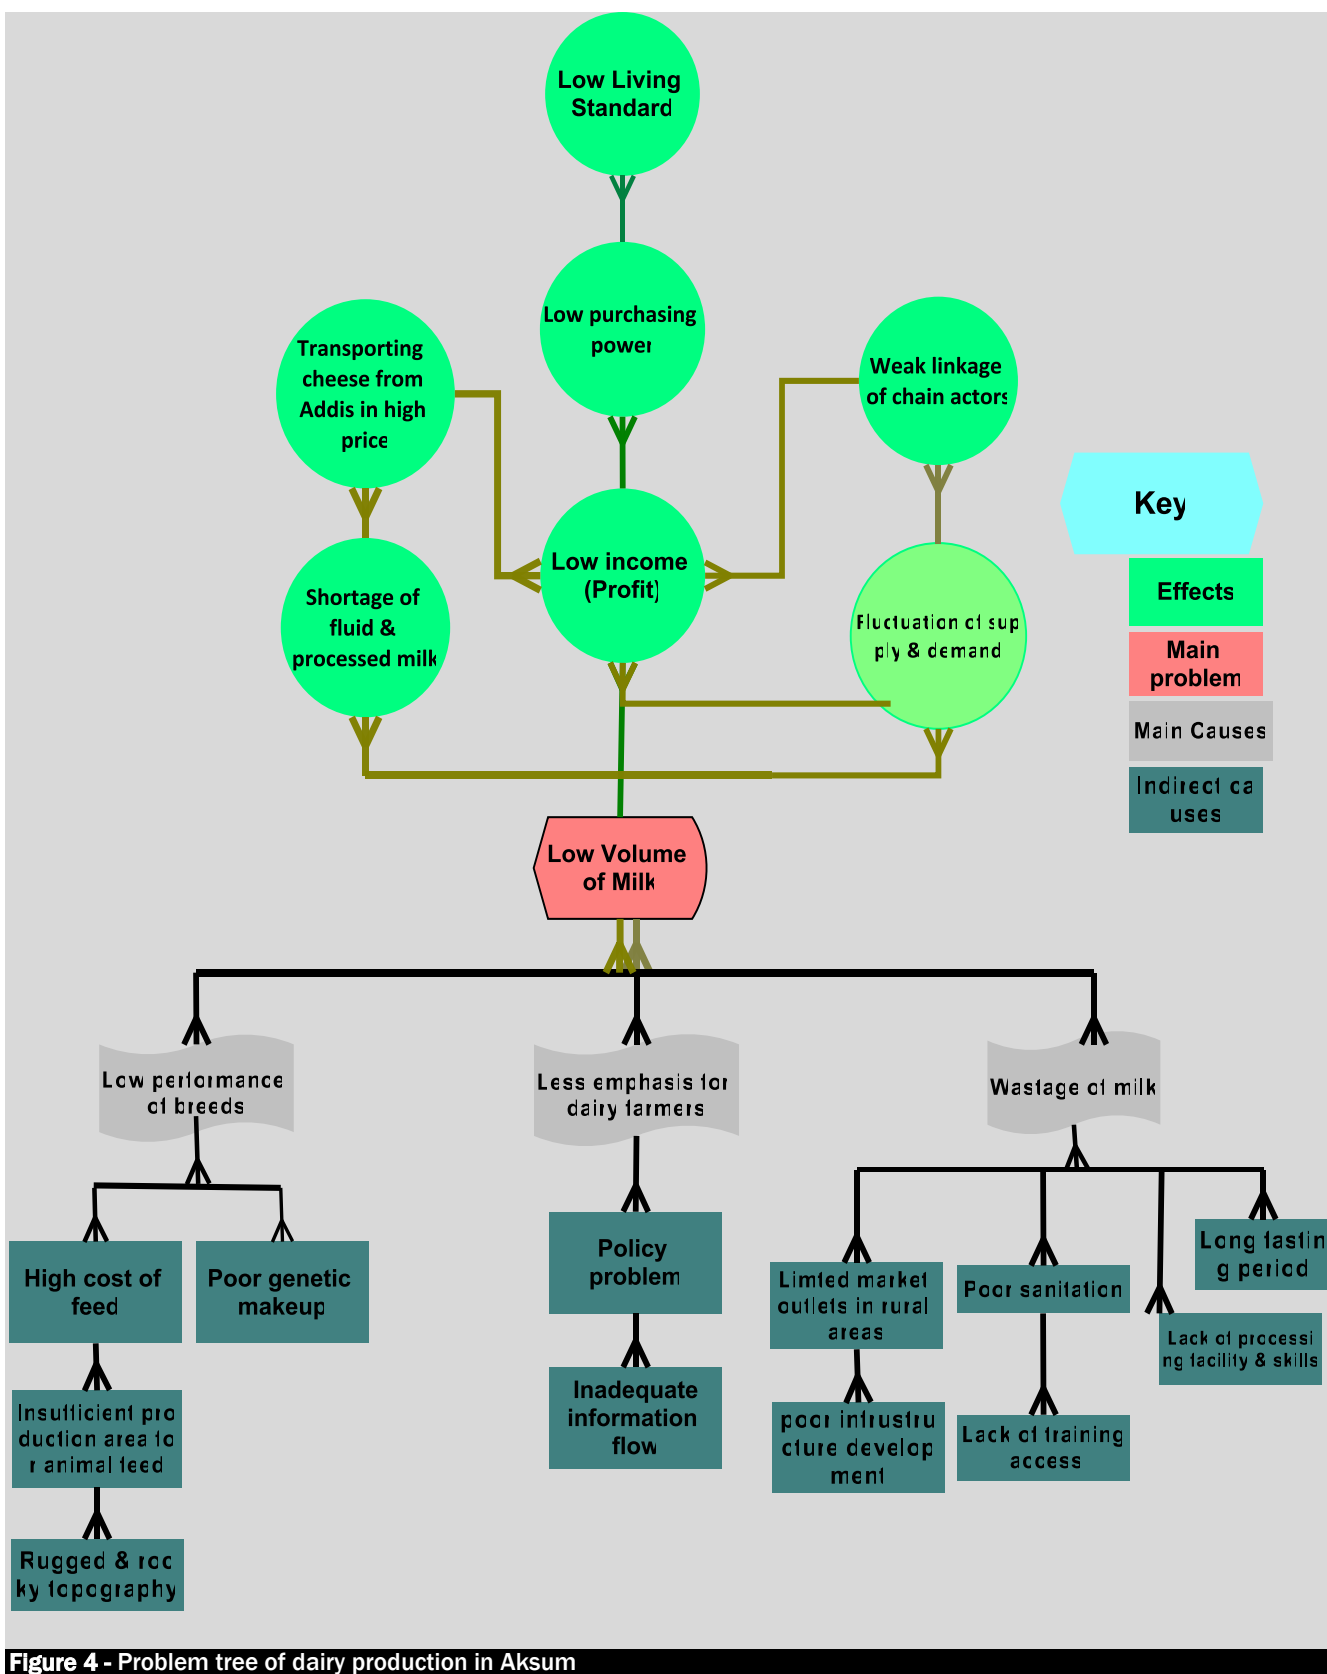 Low Living
Standard
Low purchasing
power
Transporting
cheese from
Addis in high
price
Weak linkage
of chain actors
Key
Effects
Main
problem
Main Causes
Indirect ca
uses
Low income
(Profit)
Shortage of
fluid &
processed milk
Fluctuation of sup
ply & demand
Low Volume
of Milk
Low performance
of breeds
Less emphasis for
dairy farmers
Wastage of milk
High cost of
feed
Poor genetic
makeup
Policy
problem
Limted market
outlets in rural
areas
Poor sanitation
Long fastin
g period
Lack of processi
ng facility & skills
Insufficient pro
duction area fo
r animal feed
Inadequate
information
flow
poor infrustru
cture develop
ment
Lack of training
access
Rugged & roc
ky topography
Figure 4 - Problem tree of dairy production in Aksum